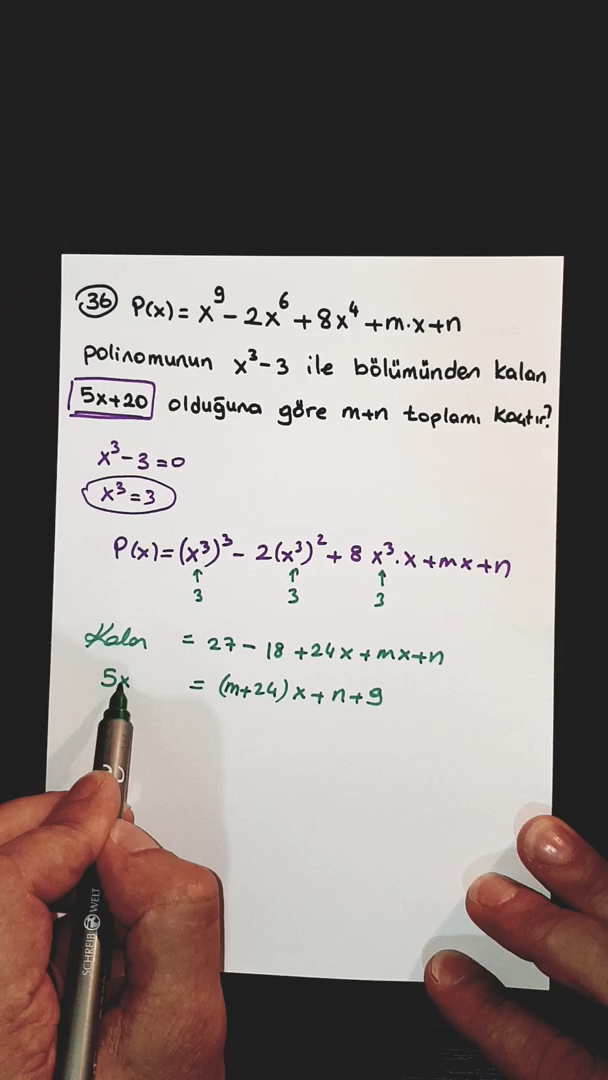 36 P(x) = x⁹ - 2x⁶ + 8x⁴ + m.x + n
polinomunun x³-3 ile bölümünden kalan
5x+20 olduğuna göre m+n toplamı kaçtır?
x³ - 3 = 0
x³ = 3
P(x) = (x³)³ - 2(x³)² + 8 x³.x + mx + n
↑ ↑ ↑
3 3 3
Kalan = 27 - 18 + 24x + mx + n
5x = (m+24)x + n + 9
SCHREIB WELT